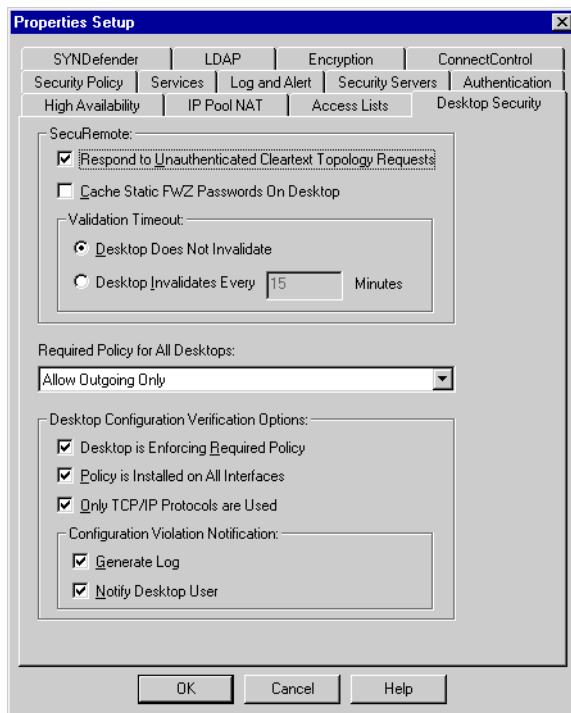 Properties Setup
SYNDefender LDAP Encryption ConnectControl
Security Policy Services Log and Alert Security Servers Authentication
High Availability IP Pool NAT Access Lists Desktop Security
SecuRemote:
Respond to Unauthenticated Cleartext Topology Requests
Cache Static FWZ Passwords On Desktop
Validation Timeout:
Desktop Does Not Invalidate
Desktop Invalidates Every 15 Minutes
Required Policy for All Desktops:
Allow Outgoing Only
Desktop Configuration Verification Options:
Desktop is Enforcing Required Policy
Policy is Installed on All Interfaces
Only TCP/IP Protocols are Used
Configuration Violation Notification:
Generate Log
Notify Desktop User
OK Cancel Help